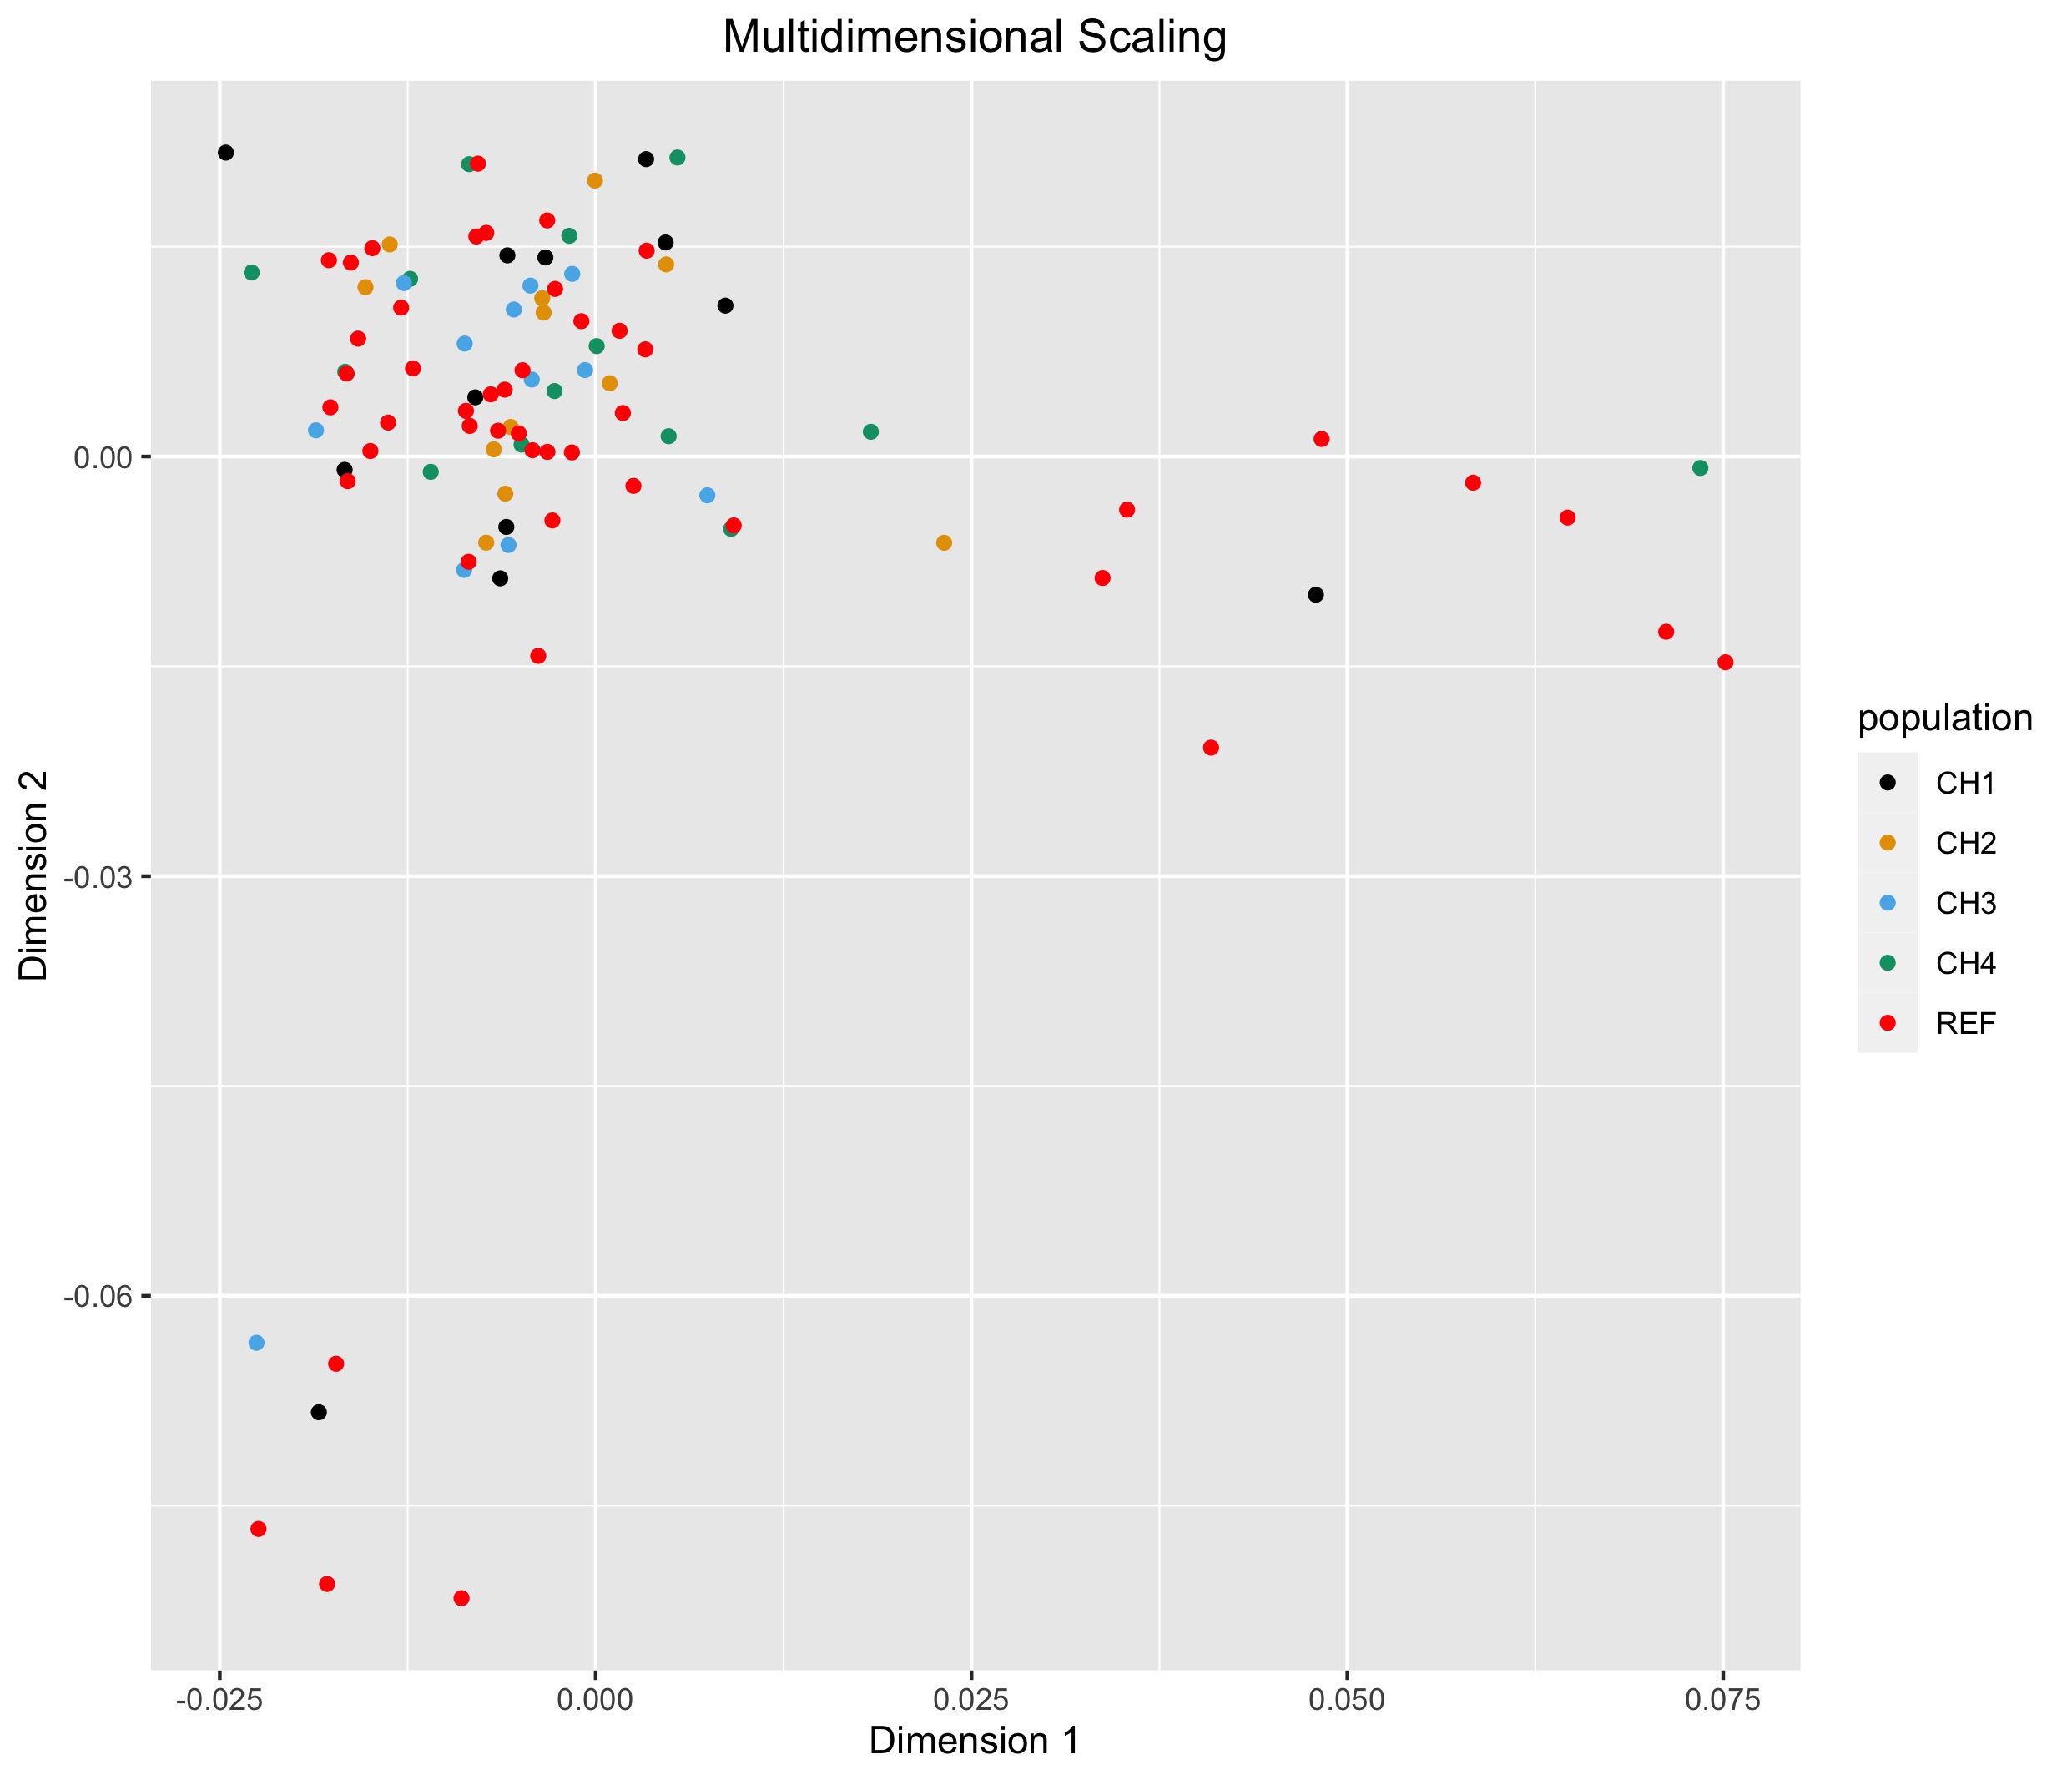 Multidimensional Scaling
0.00
-0.03
-0.06
Dimension 2
-0.025
0.000
0.025
0.050
0.075
Dimension 1
population
CH1
CH2
CH3
CH4
REF